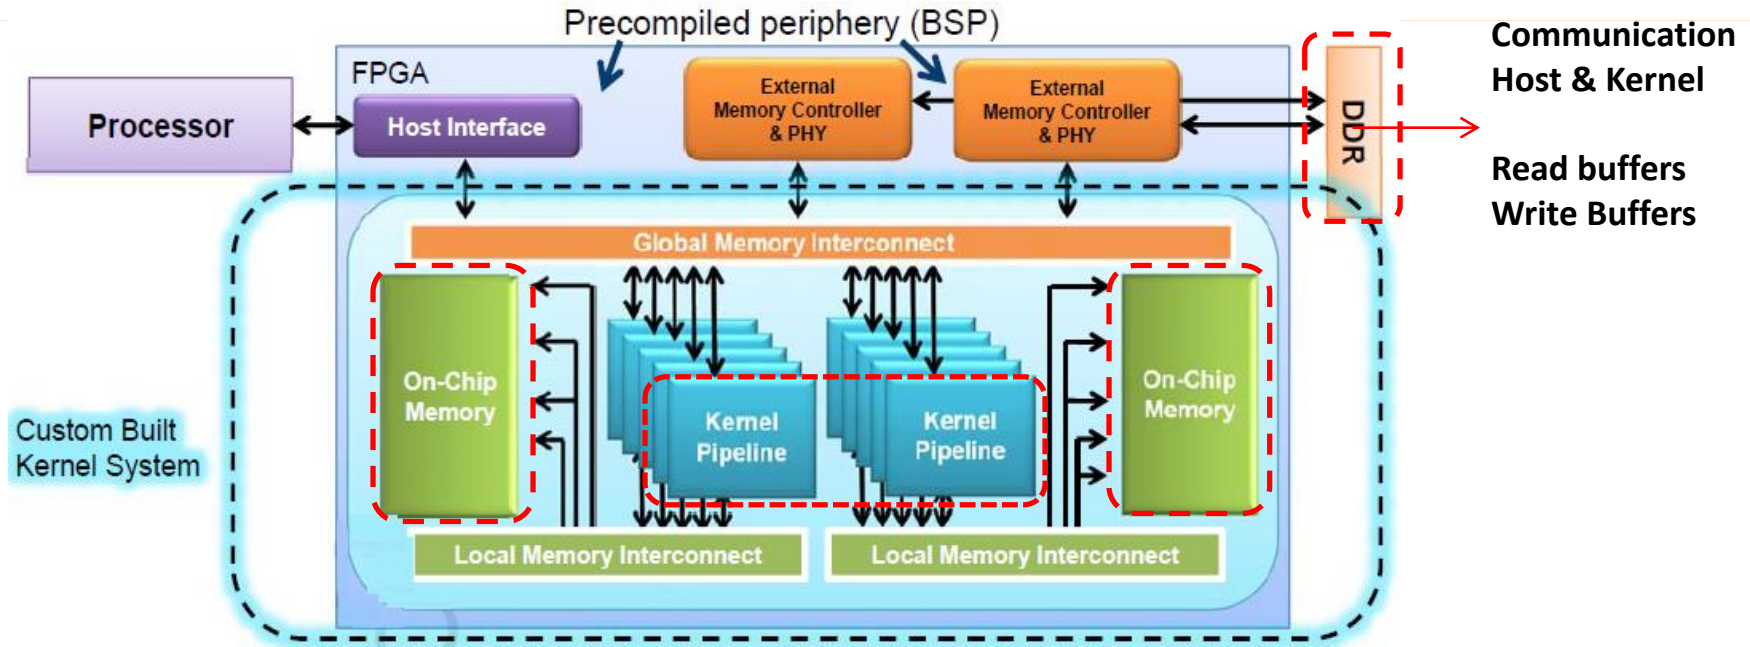 Precompiled periphery (BSP)
Communication
Host & Kernel
FPGA
Processor
Host Interface
External
Memory Controller
& PHY
External
Memory Controller
& PHY
DDR
Read buffers
Write Buffers
Global Memory Interconnect
On-Chip
Memory
Kernel
Pipeline
Kernel
Pipeline
On-Chip
Memory
Custom Built
Kernel System
Local Memory Interconnect
Local Memory Interconnect